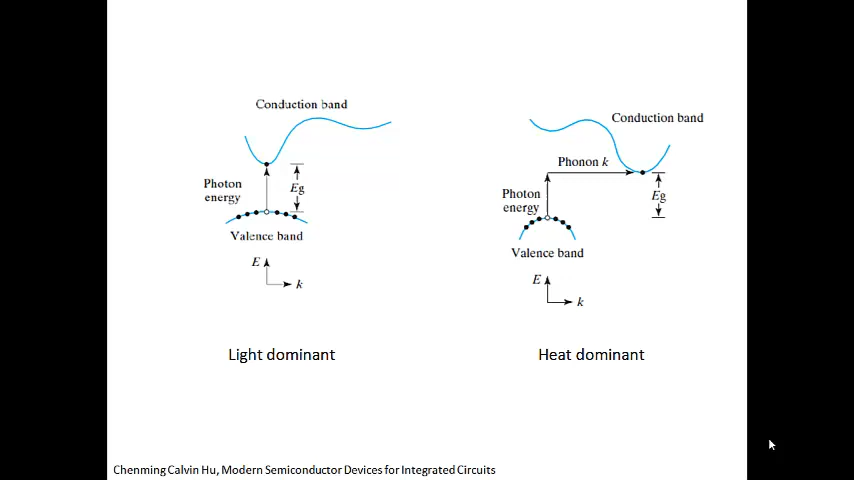 Conduction band
Photon
energy
Eg
Valence band
E
k
Light dominant
Conduction band
Phonon k
Photon
energy
Eg
Valence band
E
k
Heat dominant
Chenming Calvin Hu, Modern Semiconductor Devices for Integrated Circuits